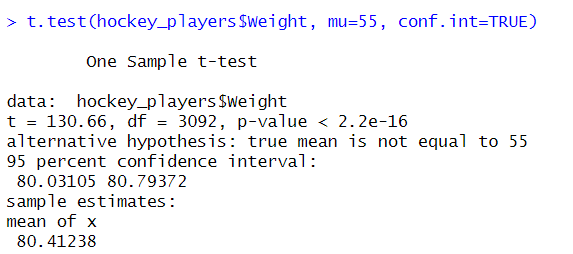 > t.test(hockey_players$Weight, mu=55, conf.int=TRUE)
One Sample t-test
data:  hockey_players$Weight
t = 130.66, df = 3092, p-value < 2.2e-16
alternative hypothesis: true mean is not equal to 55
95 percent confidence interval:
80.03105 80.79372
sample estimates:
mean of x
80.41238